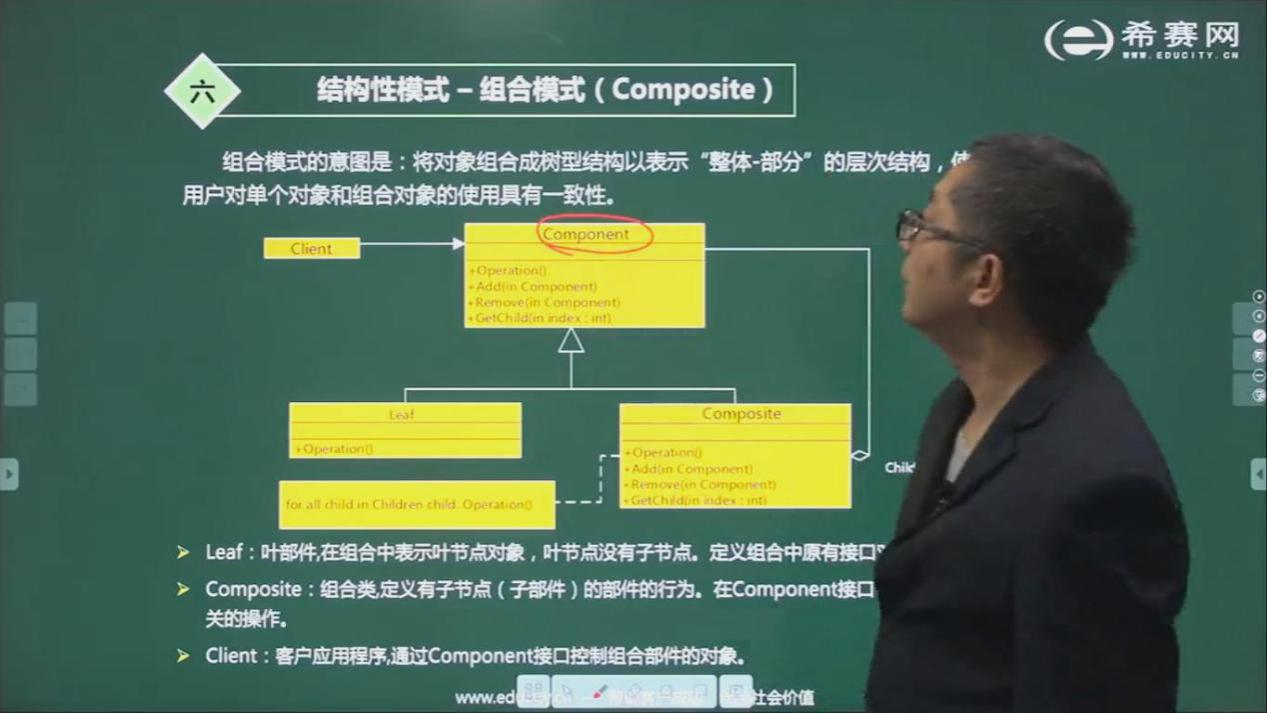 希赛网
WWW.EDUCITY.CN
六
结构性模式 – 组合模式（Composite）
组合模式的意图是：将对象组合成树型结构以表示“整体-部分”的层次结构，使
用户对单个对象和组合对象的使用具有一致性。
Client
Component
+Operation()
+Add(in Component)
+Remove(in Component)
+GetChild(in index : int)
Leaf
+Operation()
Composite
+Operation()
+Add(in Component)
+Remove(in Component)
+GetChild(in index : int)
for all child in Children child. Operation()
Leaf：叶部件,在组合中表示叶节点对象，叶节点没有子节点。定义组合中原有接口
Composite：组合类,定义有子节点（子部件）的部件的行为。在Component接口
关的操作。
Client：客户应用程序,通过Component接口控制组合部件的对象。
社会价值